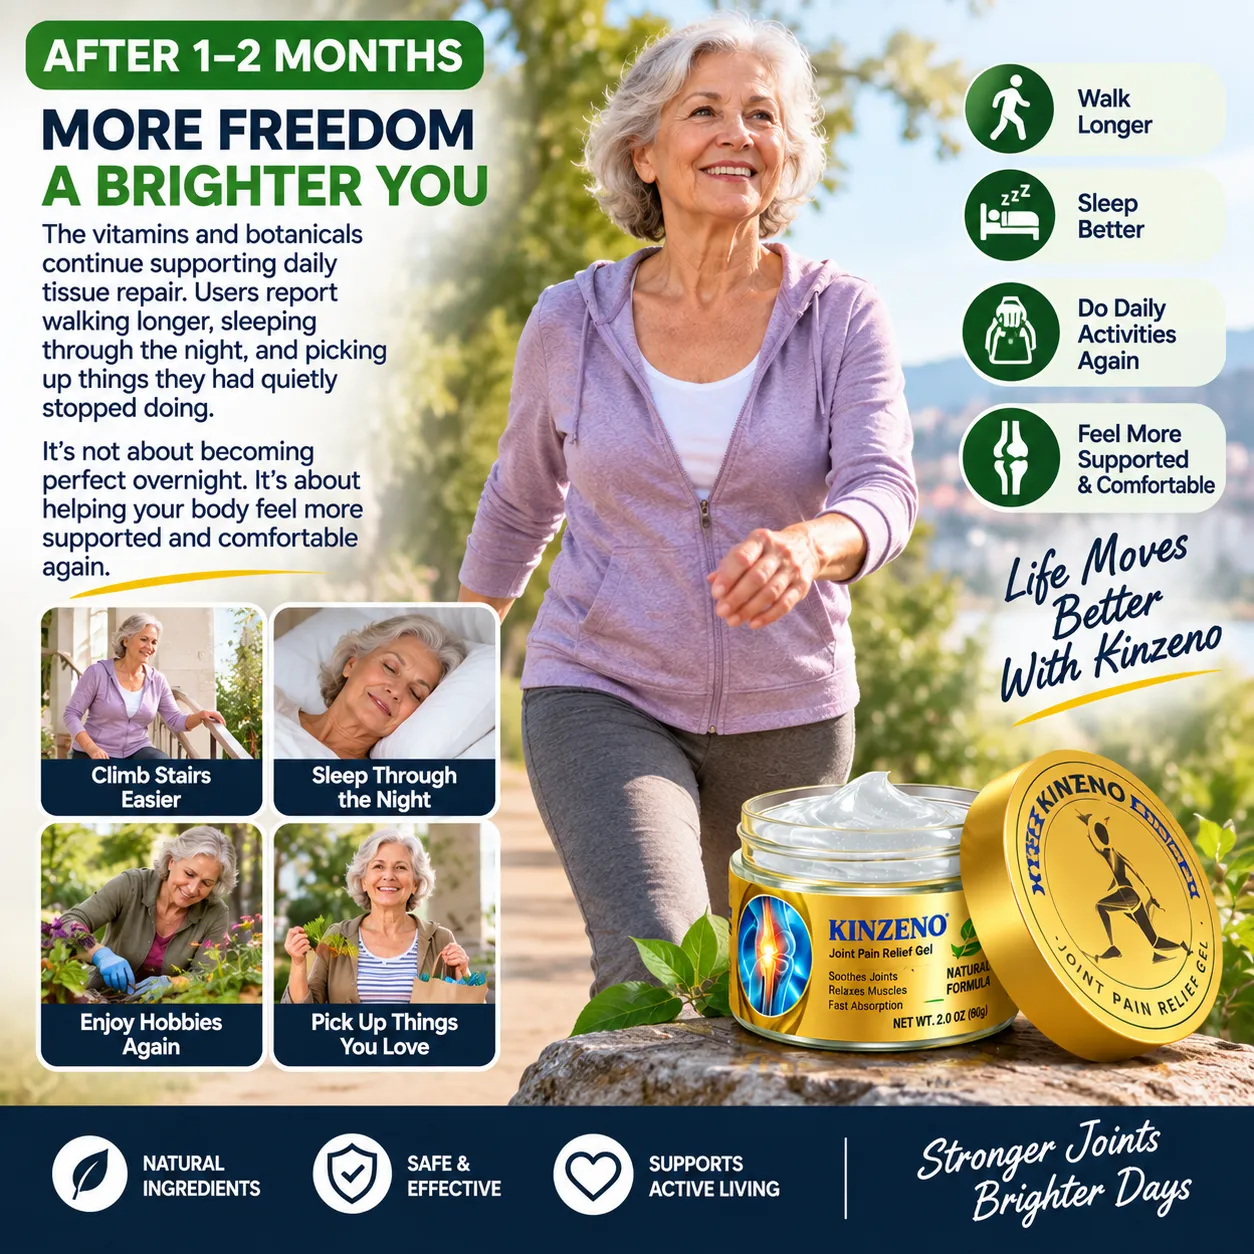 AFTER 1–2 MONTHS
MORE FREEDOM
A BRIGHTER YOU
The vitamins and botanicals
continue supporting daily
tissue repair. Users report
walking longer, sleeping
through the night, and picking
up things they had quietly
stopped doing.
It's not about becoming
perfect overnight. It's about
helping your body feel more
supported and comfortable
again.
Walk
Longer
zzz
Sleep
Better
Do Daily
Activities
Again
Feel More
Supported
& Comfortable
Life Moves
Better
With Kinzeno
Climb Stairs
Easier
Sleep Through
the Night
Enjoy Hobbies
Again
Pick Up Things
You Love
KINZENO
Joint Pain Relief Gel
Soothes Joints
Relaxes Muscles
Fast Absorption
NATURAL
FORMULA
NET WT. 2.0 OZ (60g)
KINZENO
· JOINT PAIN RELIEF GEL ·
NATURAL
INGREDIENTS
SAFE &
EFFECTIVE
SUPPORTS
ACTIVE LIVING
Stronger Joints
Brighter Days